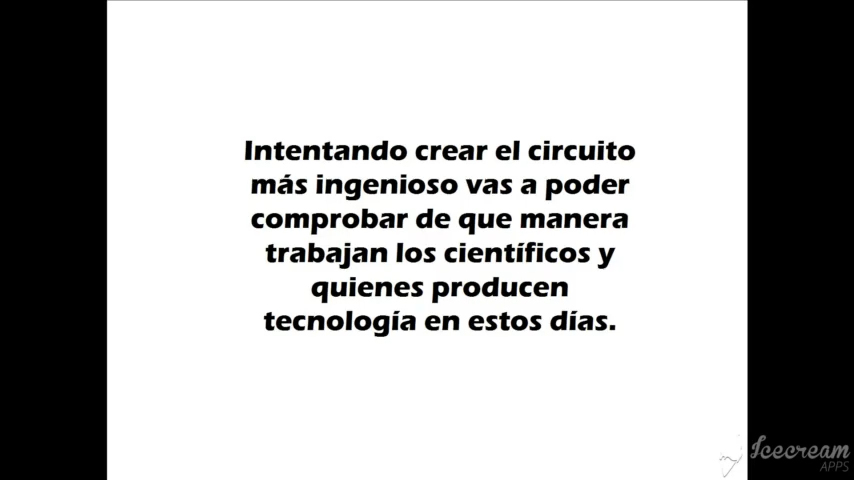 Intentando crear el circuito
más ingenioso vas a poder
comprobar de que manera
trabajan los científicos y
quienes producen
tecnología en estos días.
Icecream
APPS